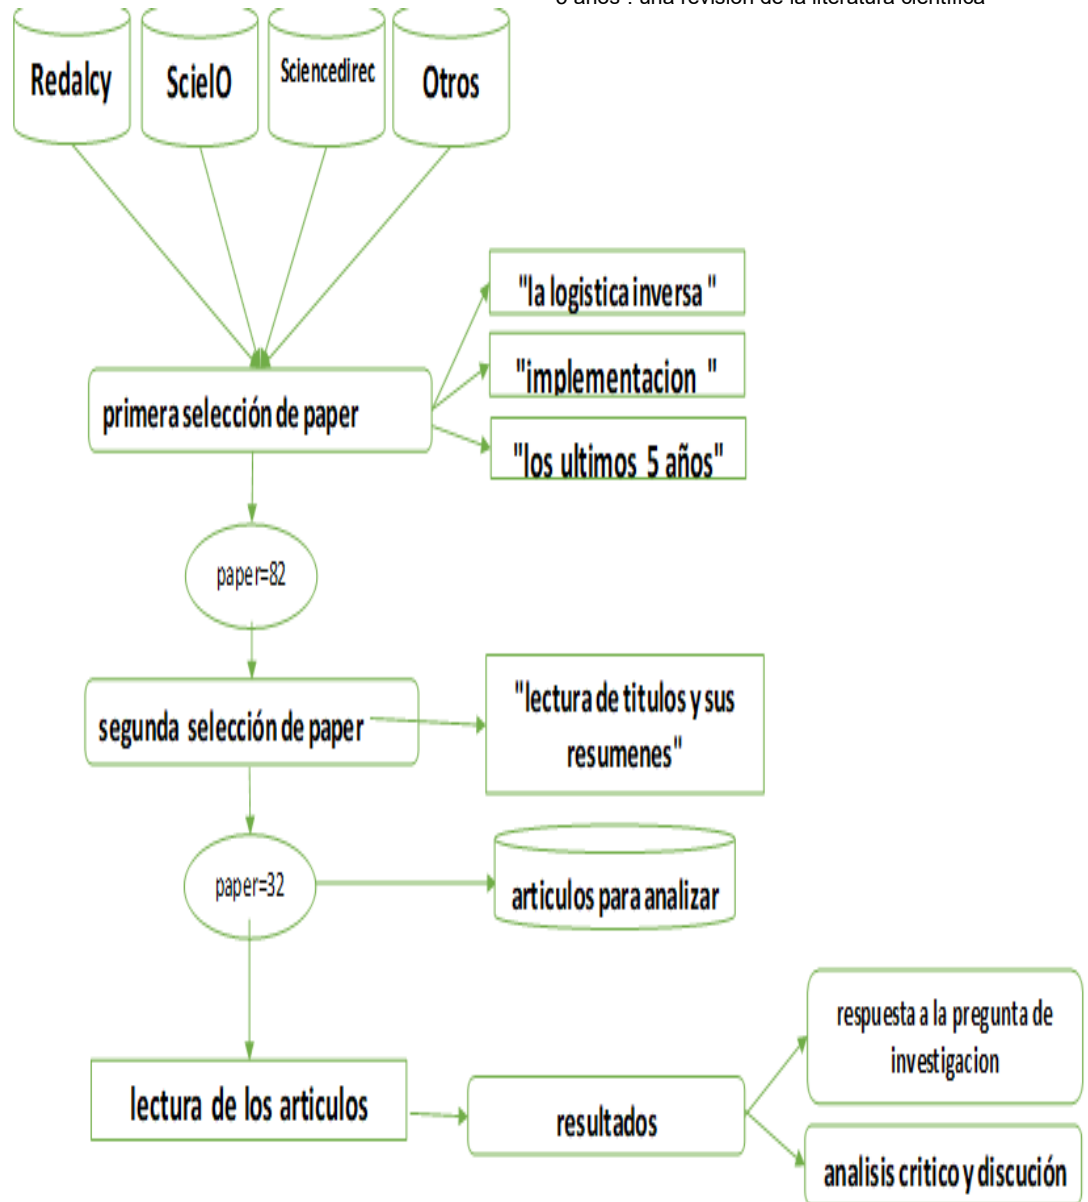 5 años": una revisión de la literatura científica
Redalcy
ScielO
Sciencedirec
Otros
"la logistica inversa "
"implementacion "
primera selección de paper
"los ultimos 5 años"
paper=82
"lectura de titulos y sus
resumenes"
segunda selección de paper
paper=32
articulos para analizar
respuesta a la pregunta de
investigacion
lectura de los articulos
resultados
analisis critico y discución